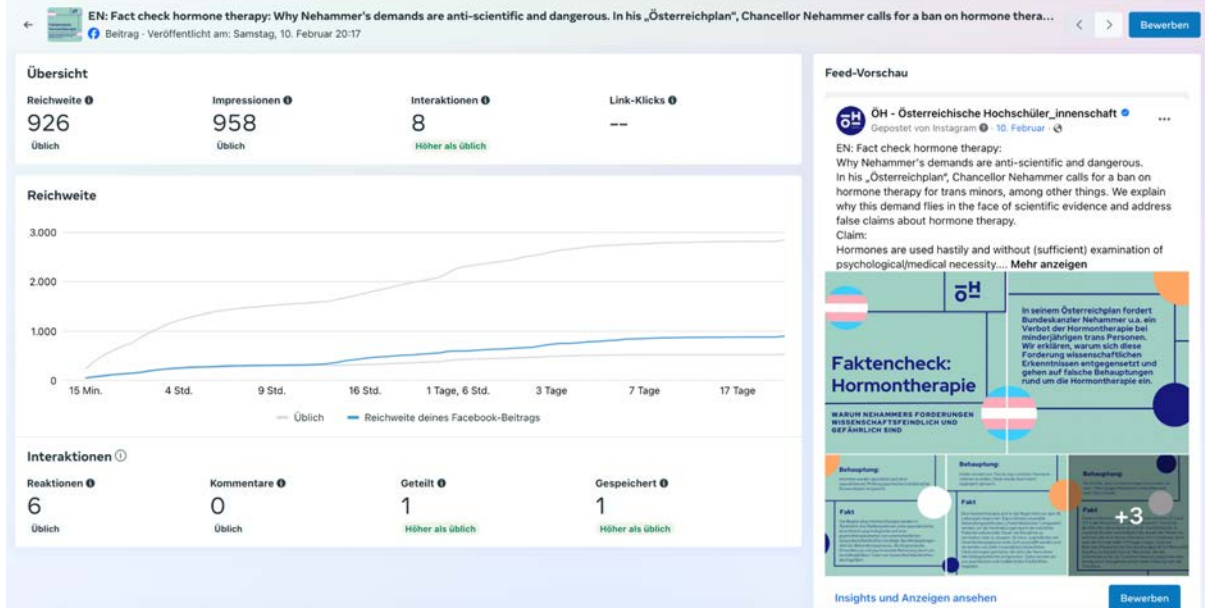 EN: Fact check hormone therapy: Why Nehammer's demands are anti-scientific and dangerous. In his „Österreichplan“, Chancellor Nehammer calls for a ban on hormone thera...
Beitrag · Veröffentlicht am: Samstag, 10. Februar 20:17
Bewerben
Übersicht
Reichweite Impressionen Interaktionen Link-Klicks
926 958 8 --
Üblich Üblich Höher als üblich
Reichweite
3.000
2.000
1.000
0
15 Min. 4 Std. 9 Std. 16 Std. 1 Tage, 6 Std. 3 Tage 7 Tage 17 Tage
Üblich Reichweite deines Facebook-Beitrags
Interaktionen
Reaktionen Kommentare Geteilt Gespeichert
6 0 1 1
Üblich Üblich Höher als üblich Höher als üblich
Feed-Vorschau
ÖH - Österreichische Hochschüler_innenschaft
Gepostet von Instagram · 10. Februar ·
EN: Fact check hormone therapy:
Why Nehammer's demands are anti-scientific and dangerous.
In his „Österreichplan“, Chancellor Nehammer calls for a ban on
hormone therapy for trans minors, among other things. We explain
why this demand flies in the face of scientific evidence and address
false claims about hormone therapy.
Claim:
Hormones are used hastily and without (sufficient) examination of
psychological/medical necessity.... Mehr anzeigen
ÖH
Faktencheck:
Hormontherapie
WARUM NEHAMMERS FORDERUNGEN
WISSENSCHAFTSFEINDLICH UND
GEFÄHRLICH SIND
In seinem Österreichplan fordert
Bundeskanzler Nehammer u.a. ein
Verbot der Hormontherapie bei
minderjährigen trans Personen.
Wir erklären, warum sich diese
Forderung wissenschaftlichen
Erkenntnissen entgegensetzt und
gehen auf falsche Behauptungen
rund um die Hormontherapie ein.
Behauptung:
Fakt
Behauptung:
Fakt
Behauptung:
Fakt
+3
Insights und Anzeigen ansehen
Bewerben